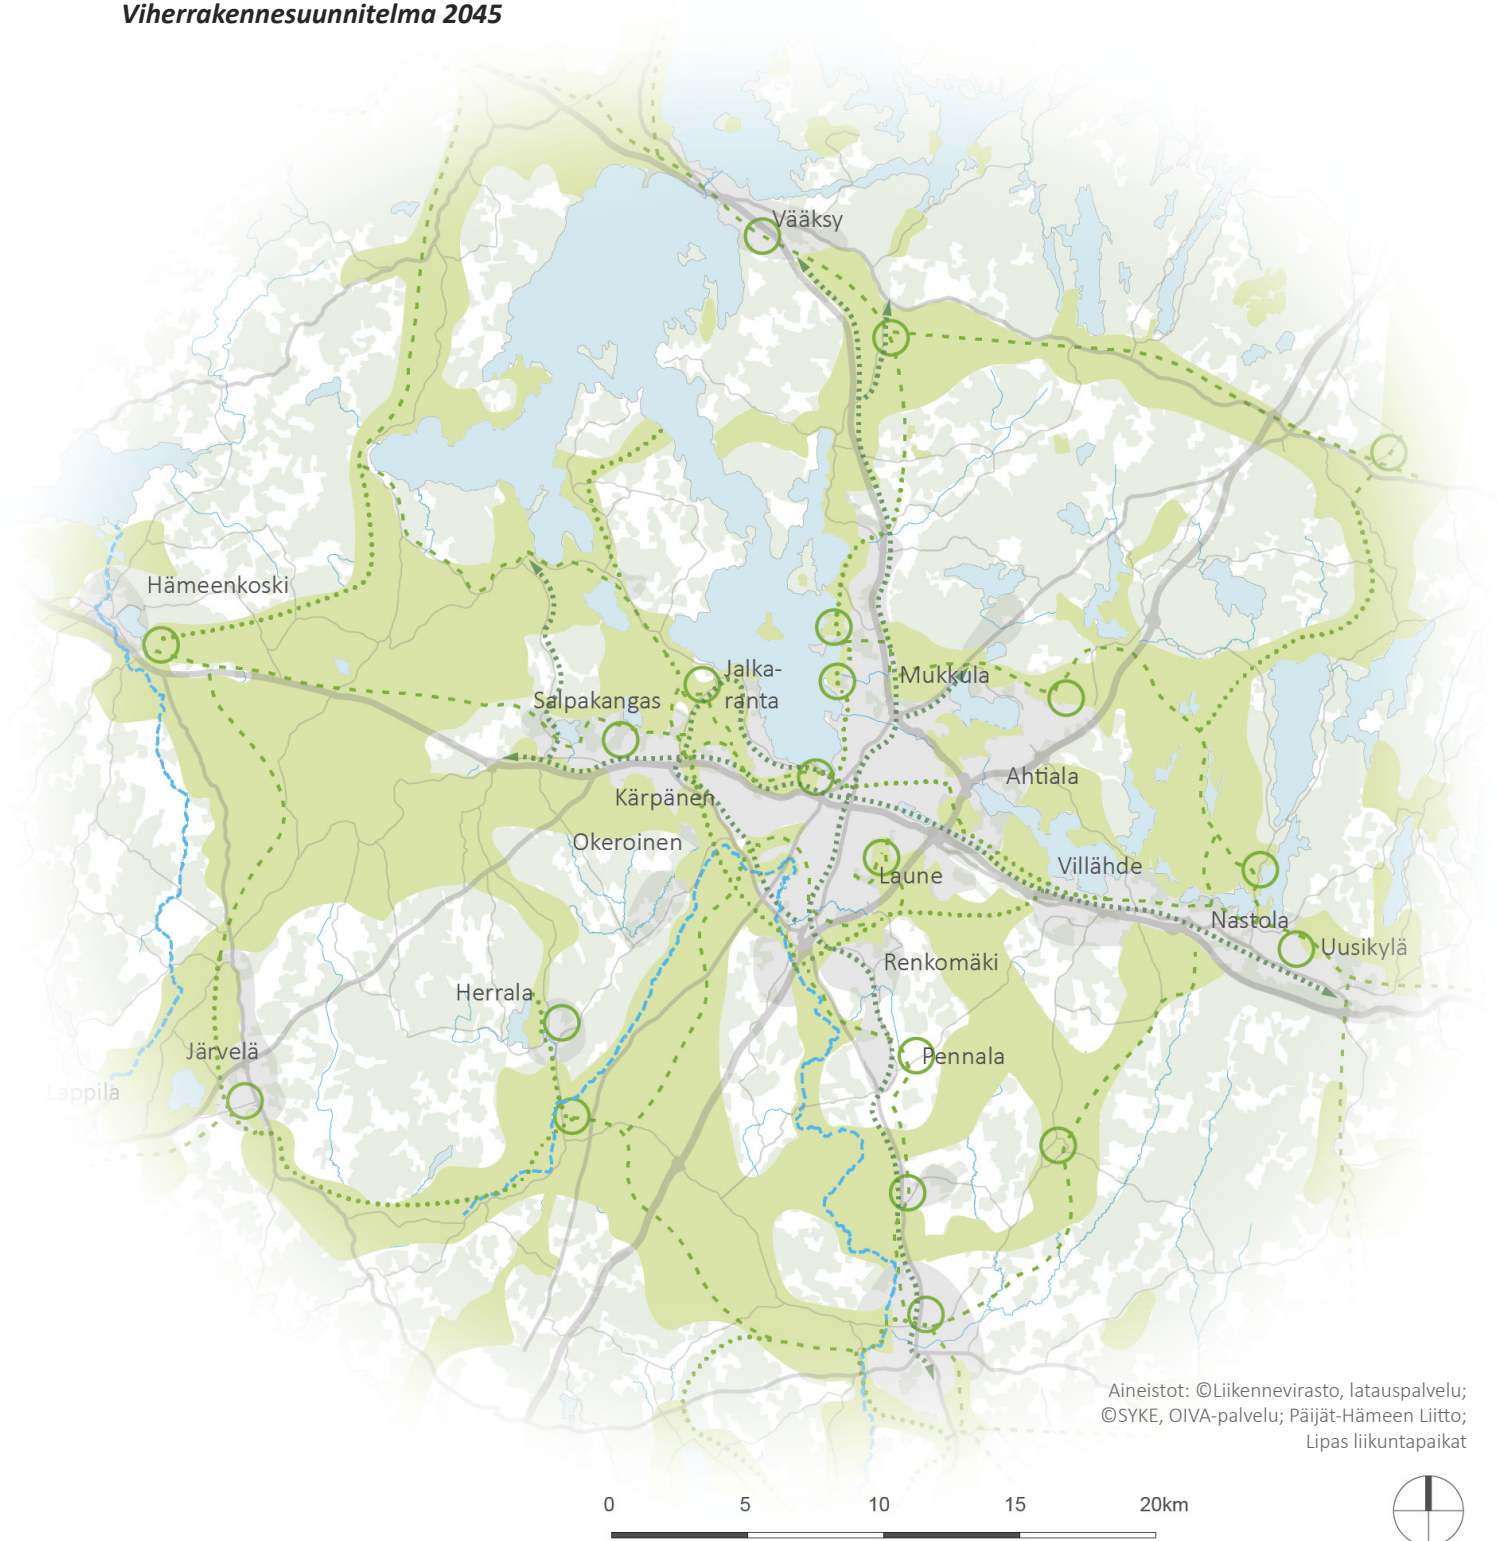 Viherrakennesuunnitelma 2045
Vääksy
Hämeenkoski
Jalka-
ranta
Mukkula
Salpakangas
Ahtiala
Kärpänen
Okeroinen
Villähde
Laune
Nastola
Uusikylä
Renkomäki
Herrala
Järvelä
Pennala
Lappila
Aineistot: ©Liikennevirasto, latauspalvelu;
©SYKE, OIVA-palvelu; Päijät-Hämeen Liitto;
Lipas liikuntapaikat
0 5 10 15 20km